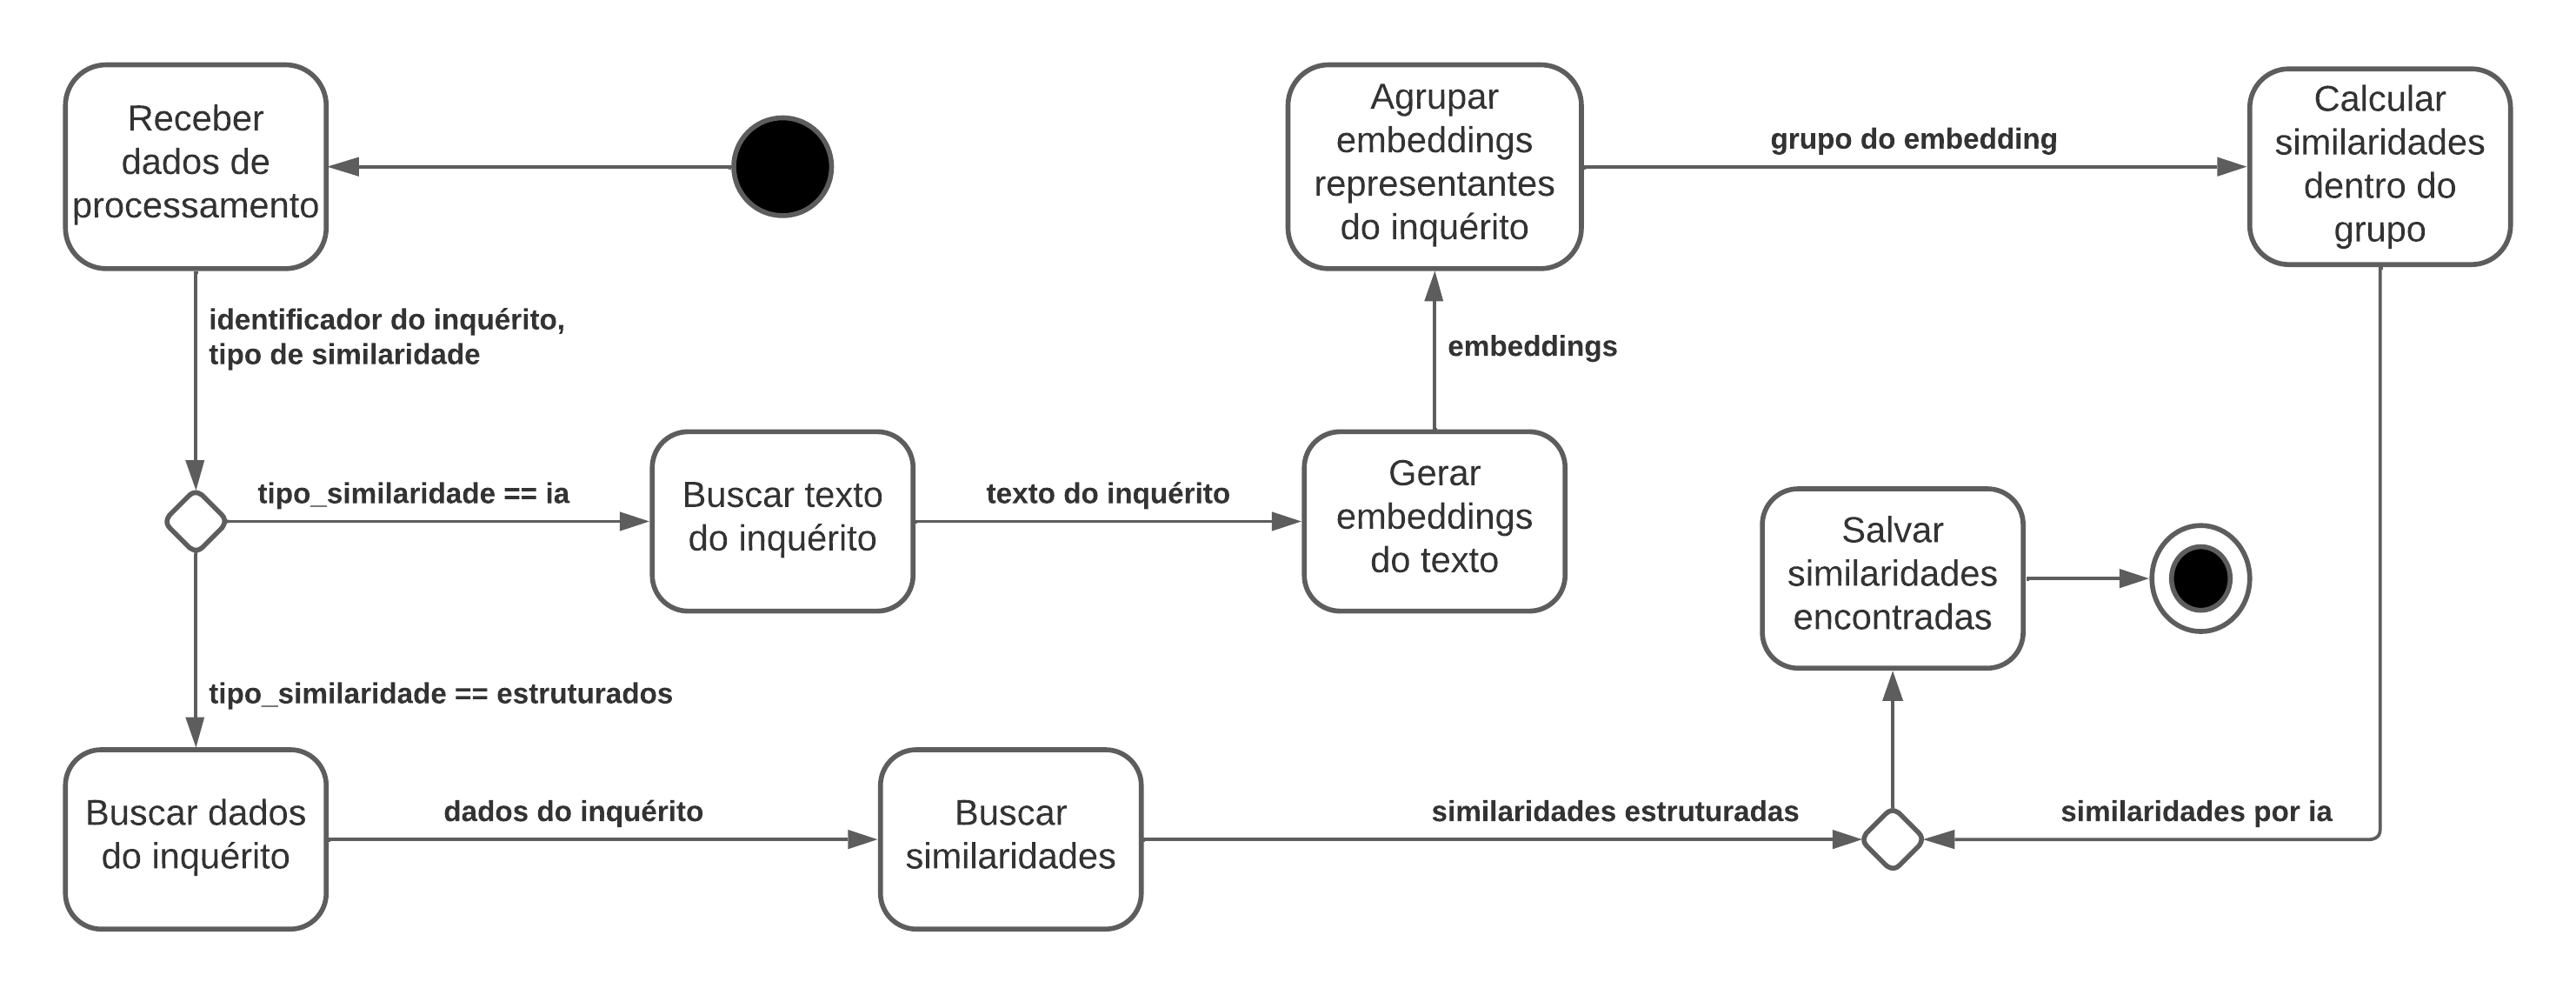 Receber
dados de
processamento
identificador do inquérito,
tipo de similaridade
tipo_similaridade == ia
Buscar texto
do inquérito
texto do inquérito
Gerar
embeddings
do texto
embeddings
Agrupar
embeddings
representantes
do inquérito
grupo do embedding
Calcular
similaridades
dentro do
grupo
similaridades por ia
tipo_similaridade == estruturados
Buscar dados
do inquérito
dados do inquérito
Buscar
similaridades
similaridades estruturadas
Salvar
similaridades
encontradas